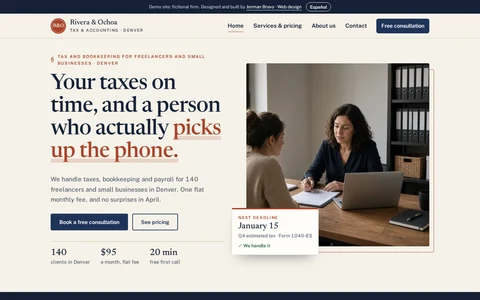 Demo site: fictional firm. Designed and built by Jerman Bravo · Web design
Español
R&O
Rivera & Ochoa
TAX & ACCOUNTING · DENVER
Home
Services & pricing
About us
Contact
Free consultation
§ TAX AND BOOKKEEPING FOR FREELANCERS AND SMALL
BUSINESSES · DENVER
Your taxes on
time, and a person
who actually picks
up the phone.
We handle taxes, bookkeeping and payroll for 140
freelancers and small businesses in Denver. One flat
monthly fee, and no surprises in April.
Book a free consultation
See pricing
140
clients in Denver
$95
a month, flat fee
20 min
free first call
NEXT DEADLINE
January 15
Q4 estimated tax · Form 1040-ES
✓ We handle it